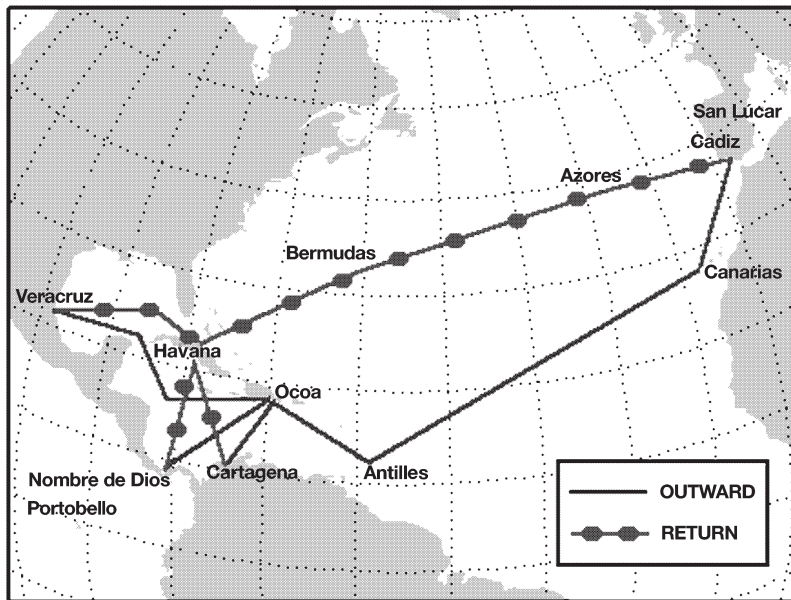 San Lúcar
Cádiz
Azores
Bermudas
Canarias
Veracruz
Havana
Ocoa
Nombre de Dios
Portobello
Cartagena
Antilles
OUTWARD
RETURN